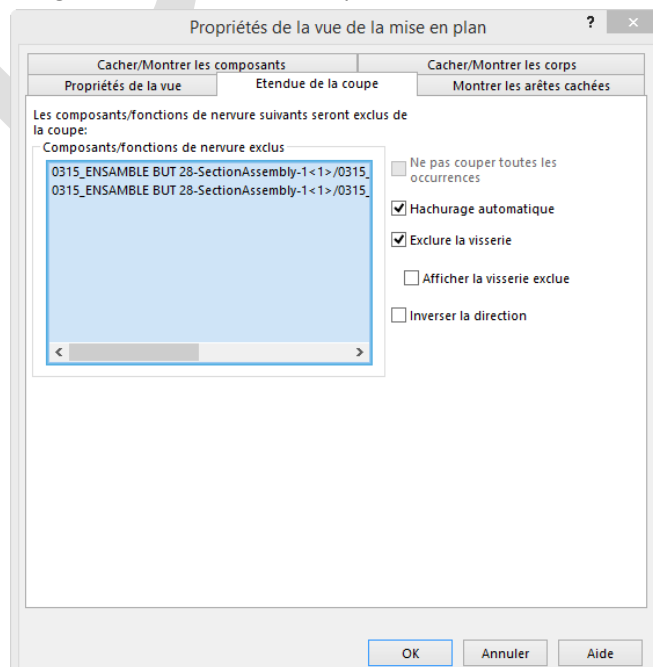 Propriétés de la vue de la mise en plan
?
Cacher/Montrer les composants
Cacher/Montrer les corps
Propriétés de la vue
Etendue de la coupe
Montrer les arêtes cachées
Les composants/fonctions de nervure suivants seront exclus de
la coupe:
Composants/fonctions de nervure exclus
0315_ENSAMBLE BUT 28-SectionAssembly-1<1>/0315_
0315_ENSAMBLE BUT 28-SectionAssembly-1<1>/0315_
Ne pas couper toutes les
occurrences
Hachurage automatique
Exclure la visserie
Afficher la visserie exclue
Inverser la direction
OK
Annuler
Aide